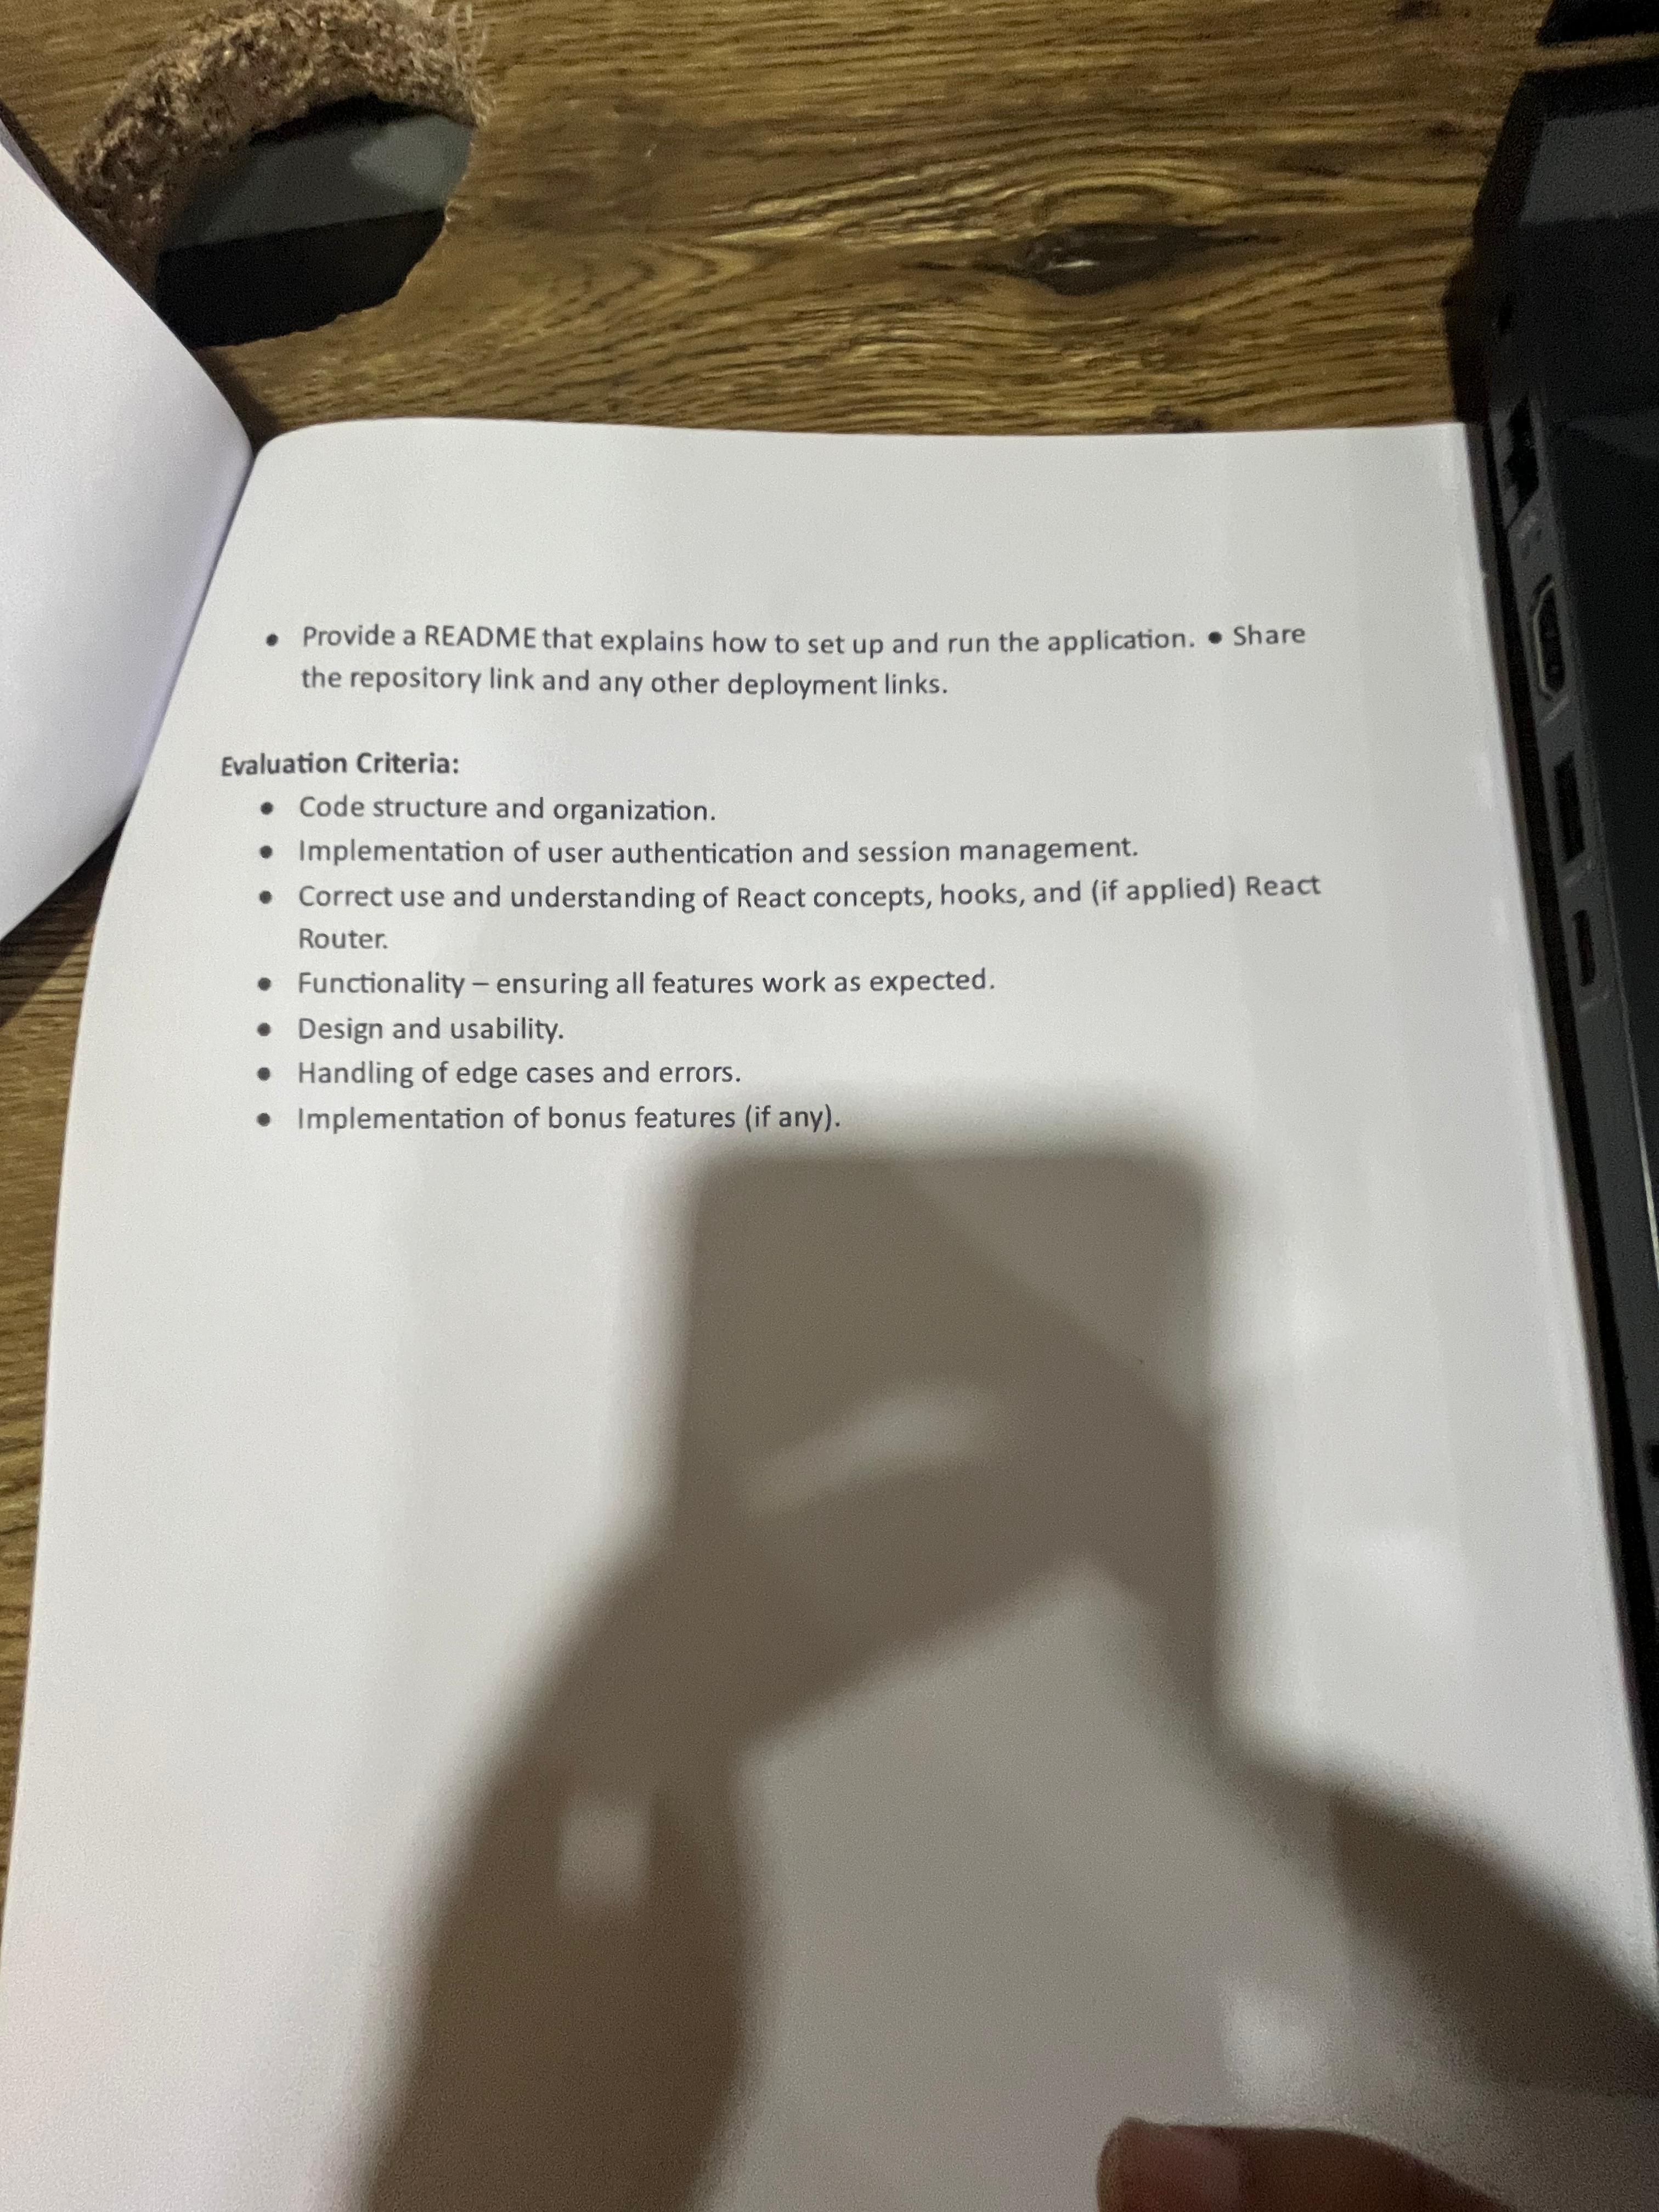 ● Provide a README that explains how to set up and run the application. ● Share
the repository link and any other deployment links.
Evaluation Criteria:
● Code structure and organization.
● Implementation of user authentication and session management.
● Correct use and understanding of React concepts, hooks, and (if applied) React
Router.
● Functionality – ensuring all features work as expected.
● Design and usability.
● Handling of edge cases and errors.
● Implementation of bonus features (if any).